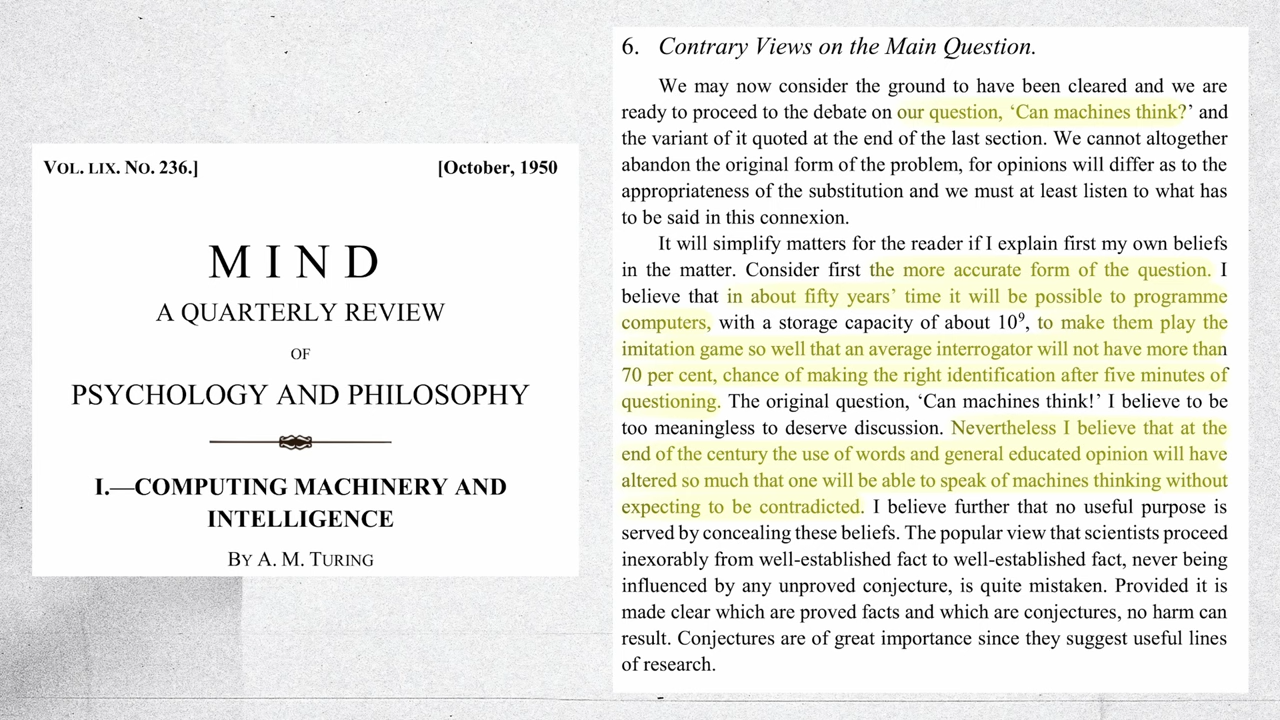 VOL. LIX. NO. 236.]
[October, 1950
MIND
A QUARTERLY REVIEW
OF
PSYCHOLOGY AND PHILOSOPHY
I.—COMPUTING MACHINERY AND
INTELLIGENCE
BY A. M. TURING
6. Contrary Views on the Main Question.
We may now consider the ground to have been cleared and we are
ready to proceed to the debate on our question, ‘Can machines think?’ and
the variant of it quoted at the end of the last section. We cannot altogether
abandon the original form of the problem, for opinions will differ as to the
appropriateness of the substitution and we must at least listen to what has
to be said in this connexion.
It will simplify matters for the reader if I explain first my own beliefs
in the matter. Consider first the more accurate form of the question. I
believe that in about fifty years’ time it will be possible to programme
computers, with a storage capacity of about 10⁹, to make them play the
imitation game so well that an average interrogator will not have more than
70 per cent, chance of making the right identification after five minutes of
questioning. The original question, ‘Can machines think!’ I believe to be
too meaningless to deserve discussion. Nevertheless I believe that at the
end of the century the use of words and general educated opinion will have
altered so much that one will be able to speak of machines thinking without
expecting to be contradicted. I believe further that no useful purpose is
served by concealing these beliefs. The popular view that scientists proceed
inexorably from well-established fact to well-established fact, never being
influenced by any unproved conjecture, is quite mistaken. Provided it is
made clear which are proved facts and which are conjectures, no harm can
result. Conjectures are of great importance since they suggest useful lines
of research.